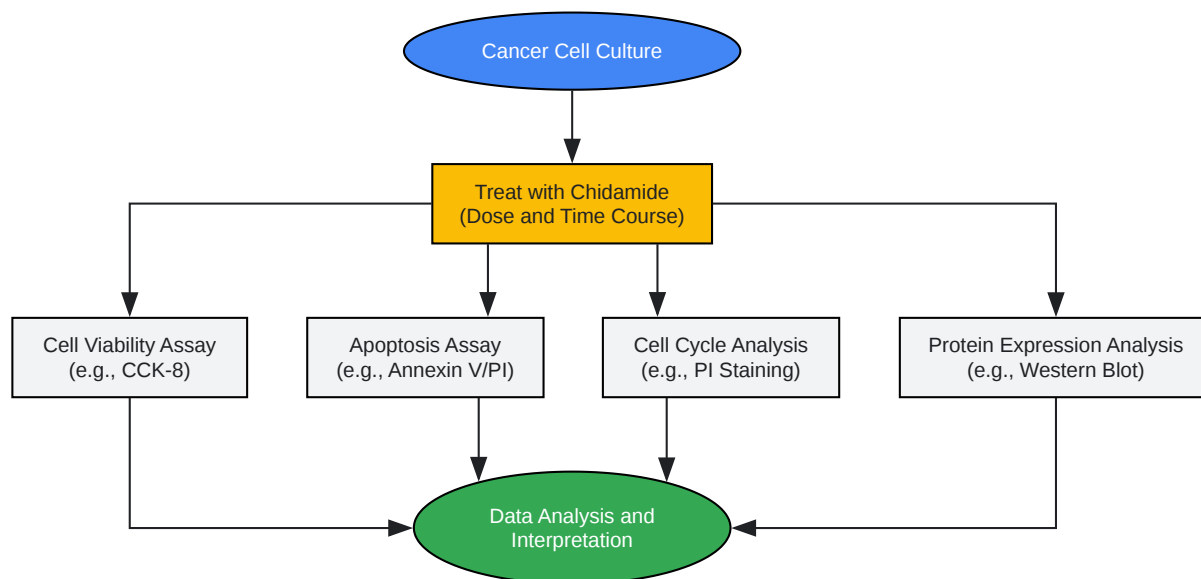 Cancer Cell Culture
Treat with Chidamide
(Dose and Time Course)
Cell Viability Assay
(e.g., CCK-8)
Apoptosis Assay
(e.g., Annexin V/PI)
Cell Cycle Analysis
(e.g., PI Staining)
Protein Expression Analysis
(e.g., Western Blot)
Data Analysis and
Interpretation